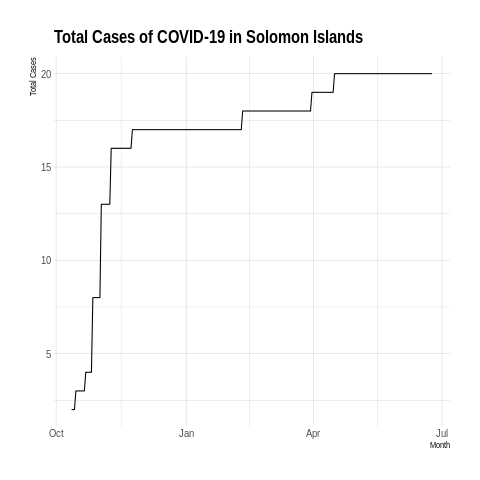 Total Cases of COVID-19 in Solomon Islands
Total Cases
20
15
10
5
Oct
Jan
Apr
Jul
Month